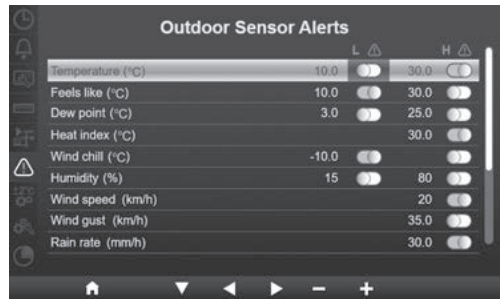 Outdoor Sensor Alerts
L H
Temperature (°C) 10.0 30.0
Feels like (°C) 10.0 30.0
Dew point (°C) 3.0 25.0
Heat index (°C) 30.0
Wind chill (°C) -10.0
Humidity (%) 15 80
Wind speed (km/h) 20
Wind gust (km/h) 35.0
Rain rate (mm/h) 30.0